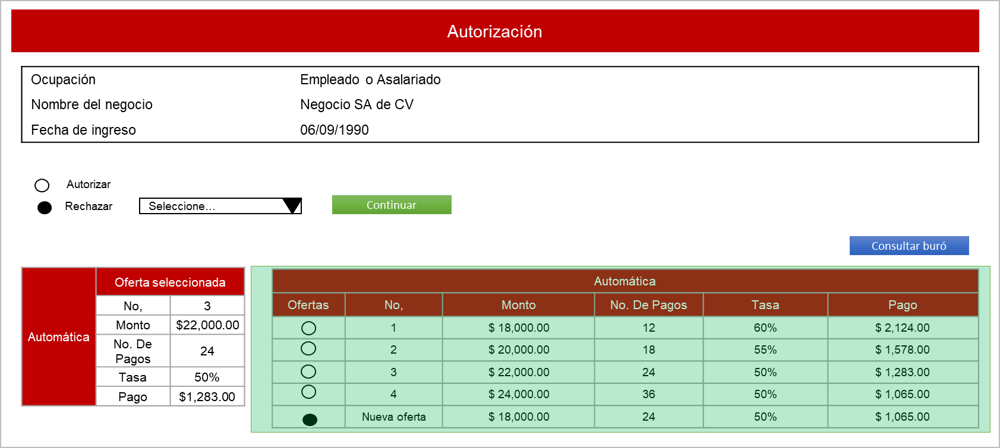 Autorización
Ocupación Empleado o Asalariado
Nombre del negocio Negocio SA de CV
Fecha de ingreso 06/09/1990
Autorizar
Rechazar Seleccione... Continuar
Consultar buró
Automática
Oferta seleccionada
No, 3
Monto $22,000.00
No. De Pagos 24
Tasa 50%
Pago $1,283.00
Automática
Ofertas No, Monto No. De Pagos Tasa Pago
1 $ 18,000.00 12 60% $ 2,124.00
2 $ 20,000.00 18 55% $ 1,578.00
3 $ 22,000.00 24 50% $ 1,283.00
4 $ 24,000.00 36 50% $ 1,065.00
Nueva oferta $ 18,000.00 24 50% $ 1,065.00